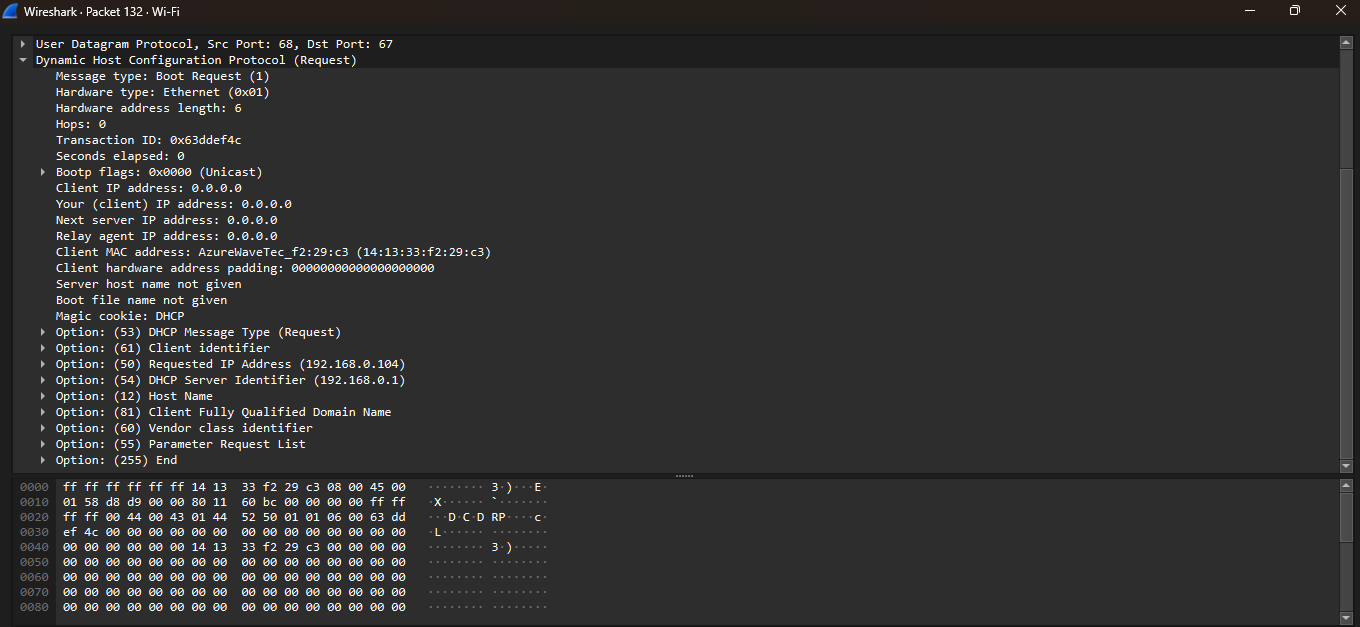 Wireshark · Packet 132 · Wi-Fi
User Datagram Protocol, Src Port: 68, Dst Port: 67
Dynamic Host Configuration Protocol (Request)
Message type: Boot Request (1)
Hardware type: Ethernet (0x01)
Hardware address length: 6
Hops: 0
Transaction ID: 0x63ddef4c
Seconds elapsed: 0
Bootp flags: 0x0000 (Unicast)
Client IP address: 0.0.0.0
Your (client) IP address: 0.0.0.0
Next server IP address: 0.0.0.0
Relay agent IP address: 0.0.0.0
Client MAC address: AzureWaveTec_f2:29:c3 (14:13:33:f2:29:c3)
Client hardware address padding: 00000000000000000000
Server host name not given
Boot file name not given
Magic cookie: DHCP
Option: (53) DHCP Message Type (Request)
Option: (61) Client identifier
Option: (50) Requested IP Address (192.168.0.104)
Option: (54) DHCP Server Identifier (192.168.0.1)
Option: (12) Host Name
Option: (81) Client Fully Qualified Domain Name
Option: (60) Vendor class identifier
Option: (55) Parameter Request List
Option: (255) End
0000 ff ff ff ff ff ff 14 13 33 f2 29 c3 08 00 45 00 ········ 3·)···E·
0010 01 58 d8 d9 00 00 80 11 60 bc 00 00 00 00 ff ff ·X······ `·······
0020 ff ff 00 44 00 43 01 44 52 50 01 01 06 00 63 dd ···D·C·D RP····c·
0030 ef 4c 00 00 00 00 00 00 00 00 00 00 00 00 00 00 ·L······ ········
0040 00 00 00 00 00 00 14 13 33 f2 29 c3 00 00 00 00 ········ 3·)·····
0050 00 00 00 00 00 00 00 00 00 00 00 00 00 00 00 00 ········ ········
0060 00 00 00 00 00 00 00 00 00 00 00 00 00 00 00 00 ········ ········
0070 00 00 00 00 00 00 00 00 00 00 00 00 00 00 00 00 ········ ········
0080 00 00 00 00 00 00 00 00 00 00 00 00 00 00 00 00 ········ ········